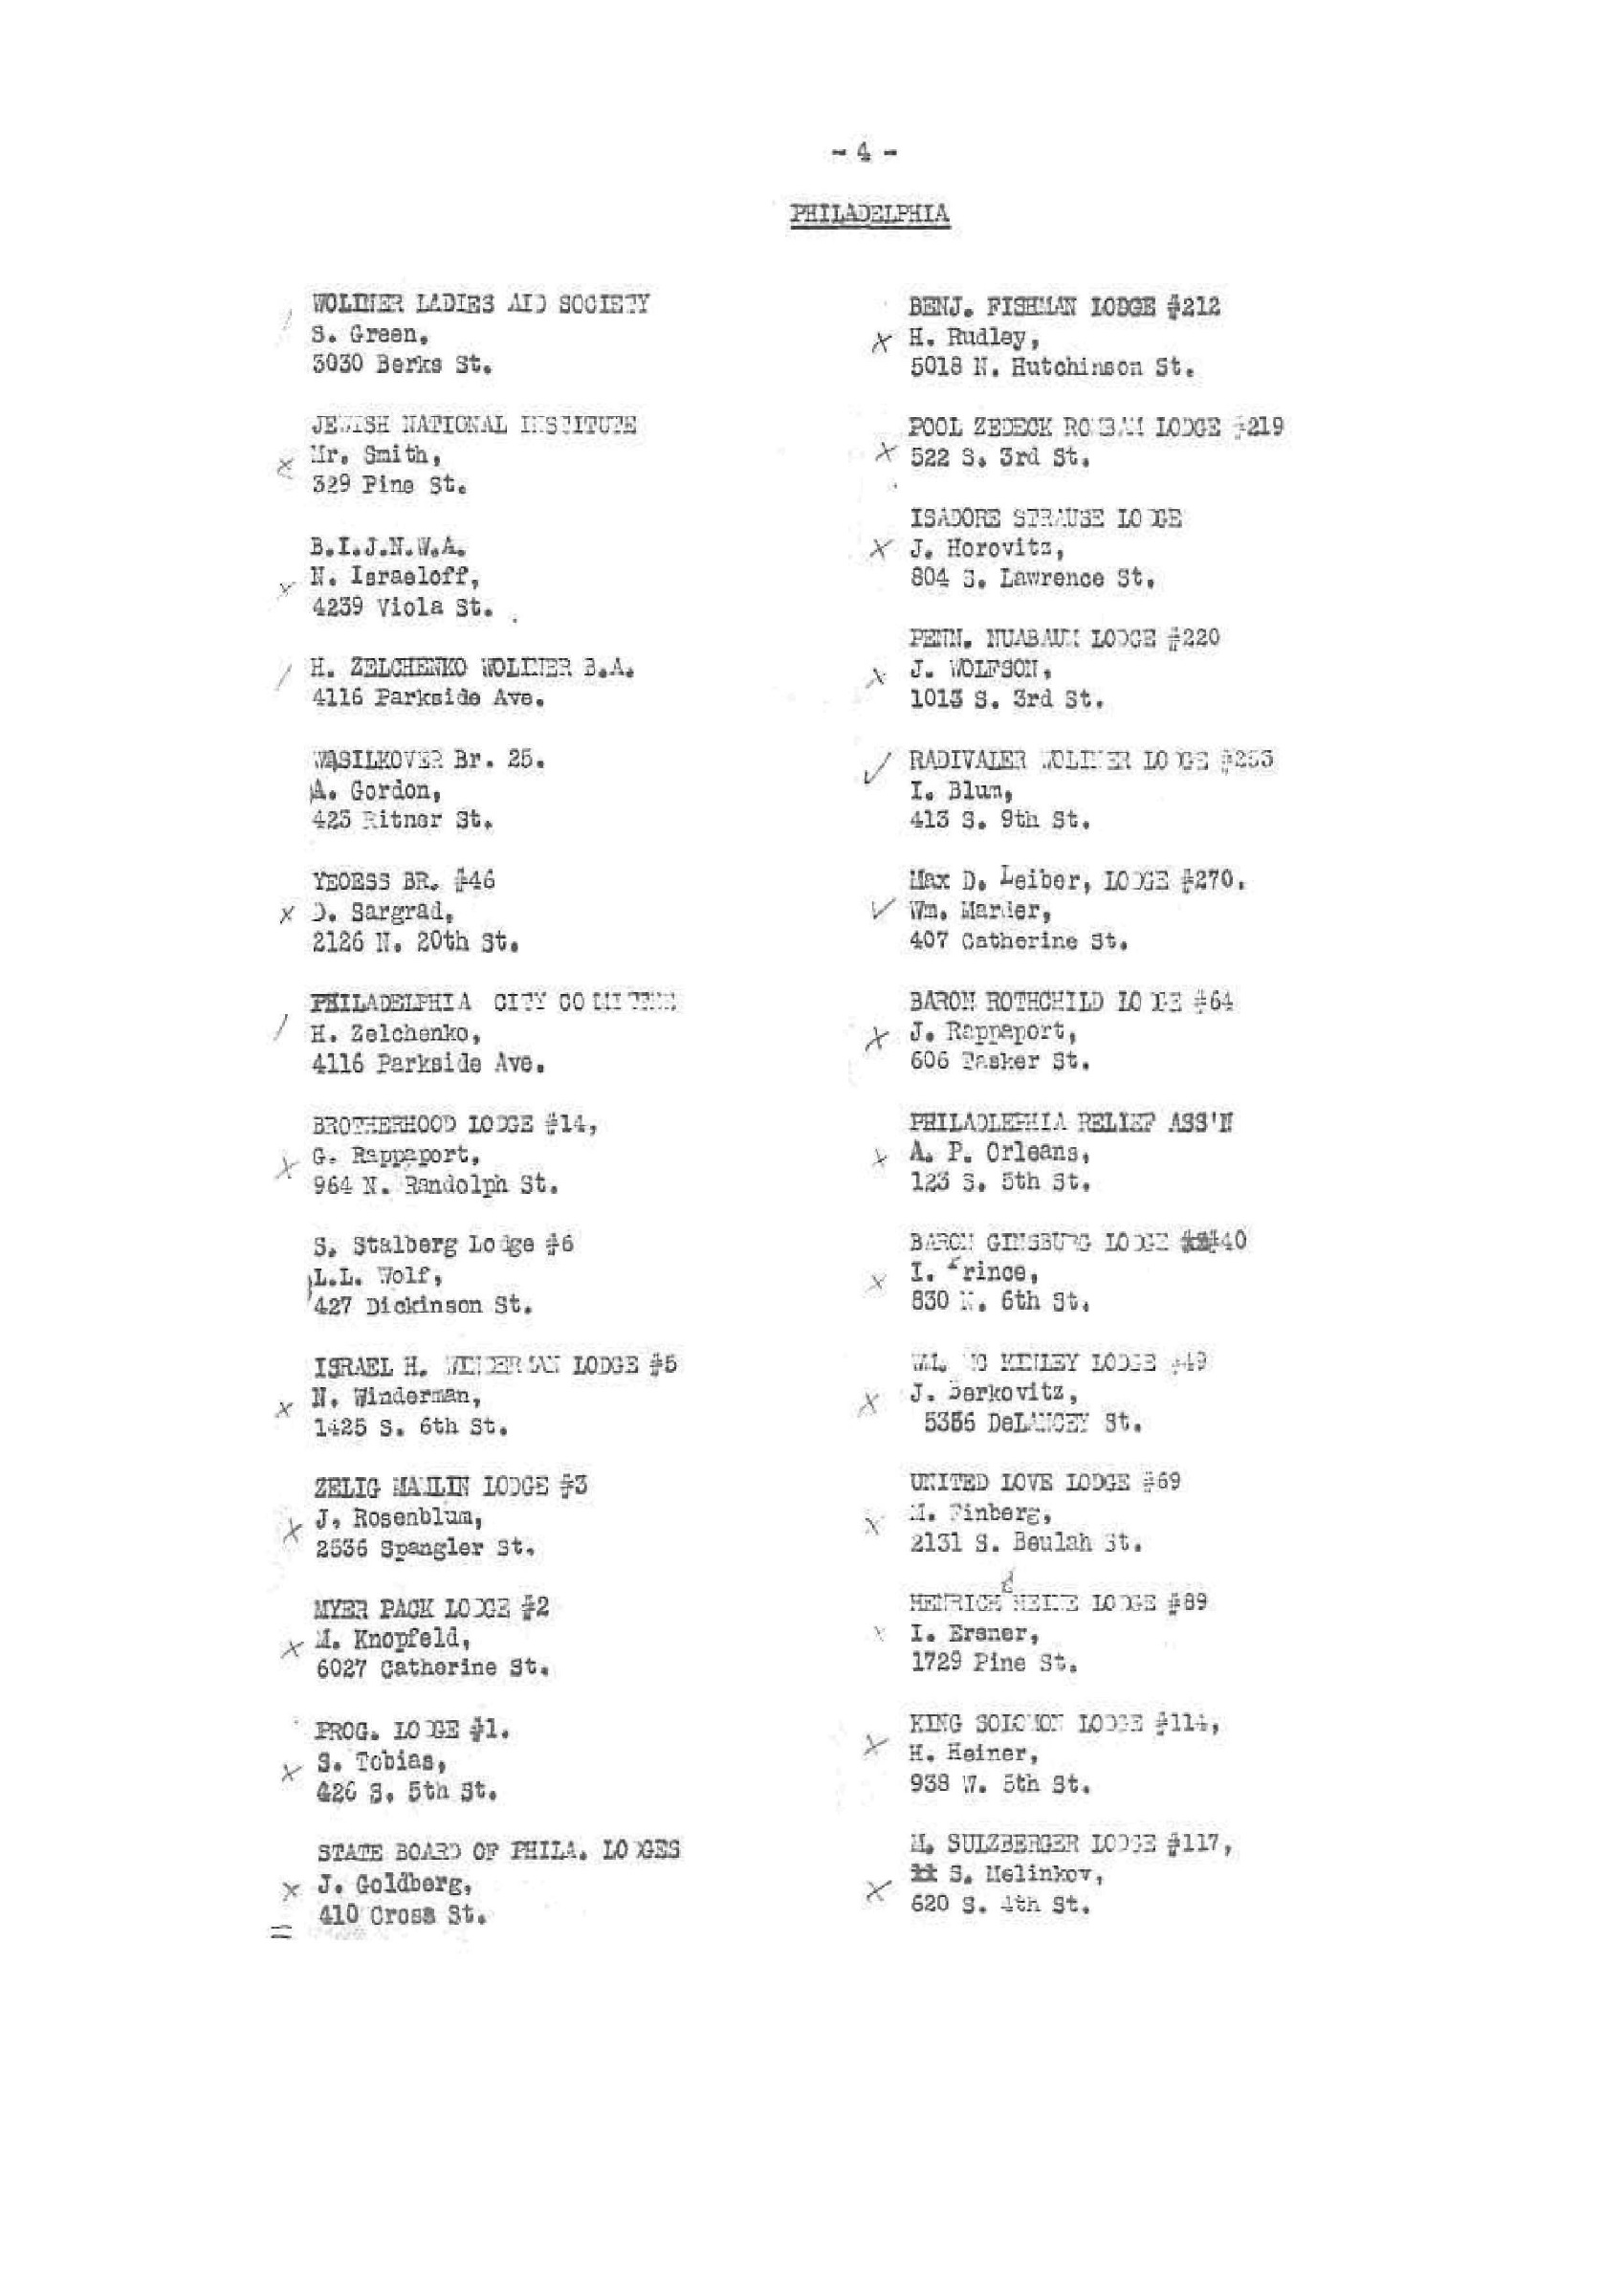 - 4 -
PHILADELPHIA
WOLINER LADIES AID SOCIETY
S. Green,
3030 Berks St.
JEWISH NATIONAL INSTITUTE
Mr. Smith,
329 Pine St.
B.I.J.N.W.A.
N. Israeloff,
4239 Viola St.
H. ZELCHENKO WOLINER B.A.
4116 Parkside Ave.
WASILKOVER Br. 25.
A. Gordon,
423 Ritner St.
YEOESS BR. #46
D. Sargrad,
2126 N. 20th St.
PHILADELPHIA CITY COMMITTEE
H. Zelchenko,
4116 Parkside Ave.
BROTHERHOOD LODGE #14,
G. Rappaport,
964 N. Randolph St.
S. Stalberg Lodge #6
L.L. Wolf,
427 Dickinson St.
ISRAEL H. WINDERMAN LODGE #5
N. Winderman,
1425 S. 6th St.
ZELIG LODGE #3
J. Rosenblum,
2536 Spangler St.
MYER PACK LODGE #2
M. Knopfeld,
6027 Catherine St.
PROG. LODGE #1.
S. Tobias,
426 S. 5th St.
STATE BOARD OF PHILA. LODGES
J. Goldberg,
410 Cross St.
BENJ. FISHMAN LODGE #212
H. Rudley,
5018 N. Hutchinson St.
POOL ZEDECK LODGE #219
522 S. 3rd St.
ISADORE STRAUSE LODGE
J. Horovitz,
804 S. Lawrence St.
PENN. NUABAUM LODGE #220
J. WOLFSON,
1013 S. 3rd St.
RADIVALER WOLINER LODGE
I. Blum,
413 S. 9th St.
Max D. Leiber, LODGE #270.
Wm. Marder,
407 Catherine St.
BARON ROTHCHILD LODGE #64
J. Rappaport,
606 Tasker St.
PHILADLEPHIA RELIEF ASS'N
A. P. Orleans,
123 S. 5th St.
BARON GINSBURG LODGE #40
I. Prince,
830 N. 6th St.
WM. MC KINLEY LODGE #49
J. Berkovitz,
DeLANCEY St.
UNITED LOVE LODGE #69
M. Finberg,
2131 S. Beulah St.
HENRICH HEINE LODGE #89
I. Ersner,
1729 Pine St.
KING SOLOMON LODGE #114,
H. Heiner,
938 W. 5th St.
M. SULZBERGER LODGE #117,
S. Melinkov,
620 S. 4th St.